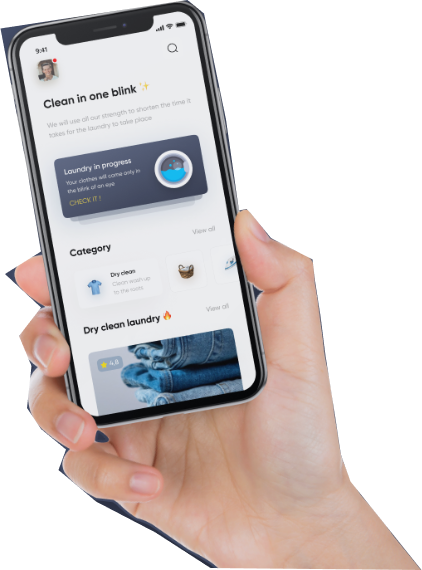 9:41
Clean in one blink ✨
We will use all our strength to shorten the time it
takes for the laundry to take place
Laundry in progress
Your clothes will come only in
the blink of an eye
CHECK IT !
Category
View all
Dry clean
Clean wash up
to the roots
Dry clean laundry 🔥
View all
4.8